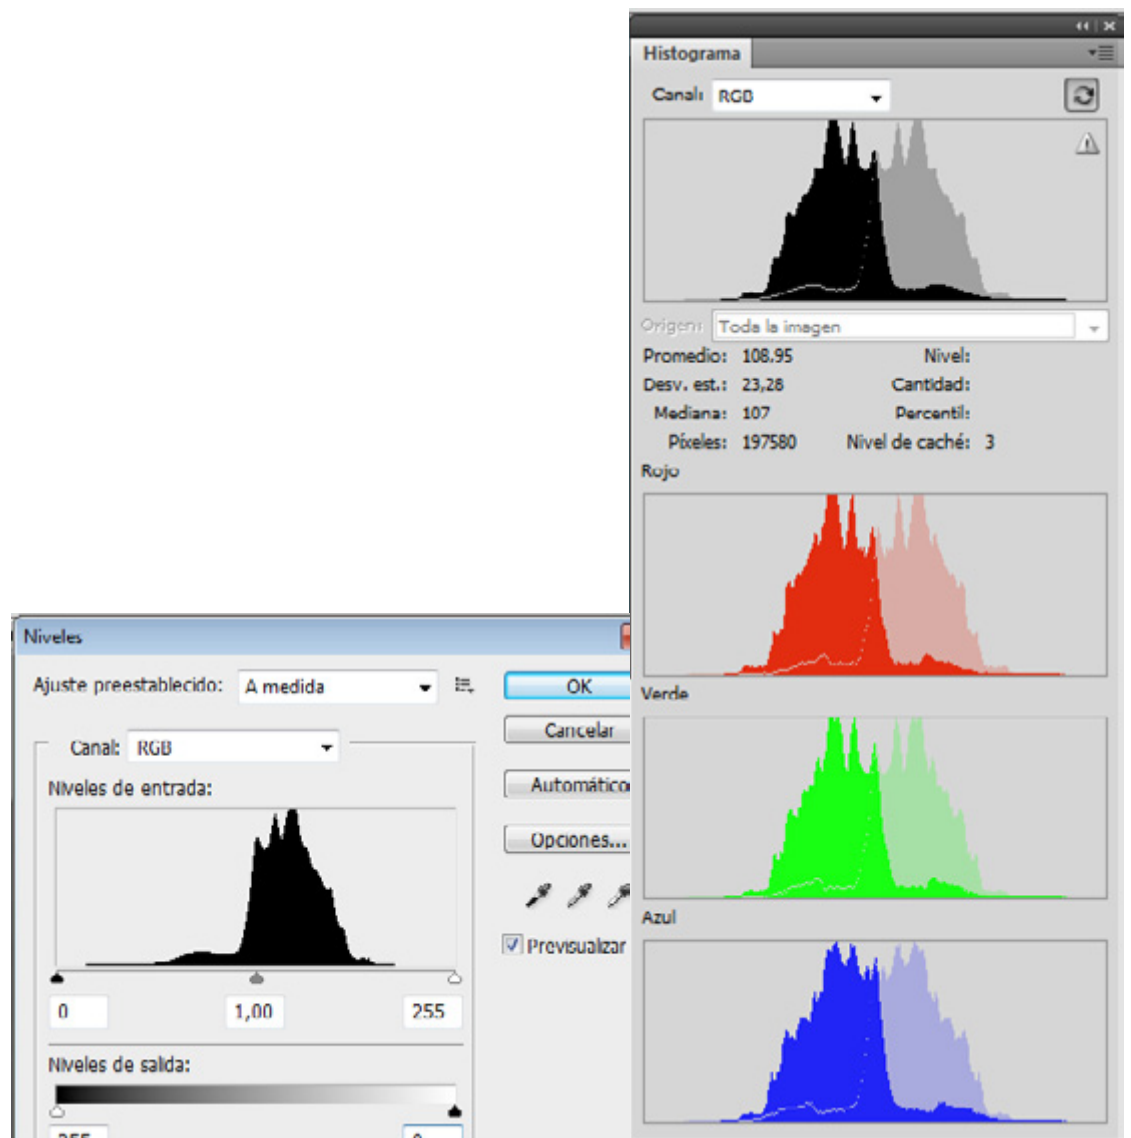 Histograma
Canal: RGB
Origen: Toda la imagen
Promedio: 108,95 Nivel:
Desv. est.: 23,28 Cantidad:
Mediana: 107 Percentil:
Píxeles: 197580 Nivel de caché: 3
Rojo
Verde
Azul
Niveles
Ajuste preestablecido: A medida
OK
Cancelar
Canal: RGB
Niveles de entrada:
Automático
Opciones...
Previsualizar
0 1,00 255
Niveles de salida:
255 0